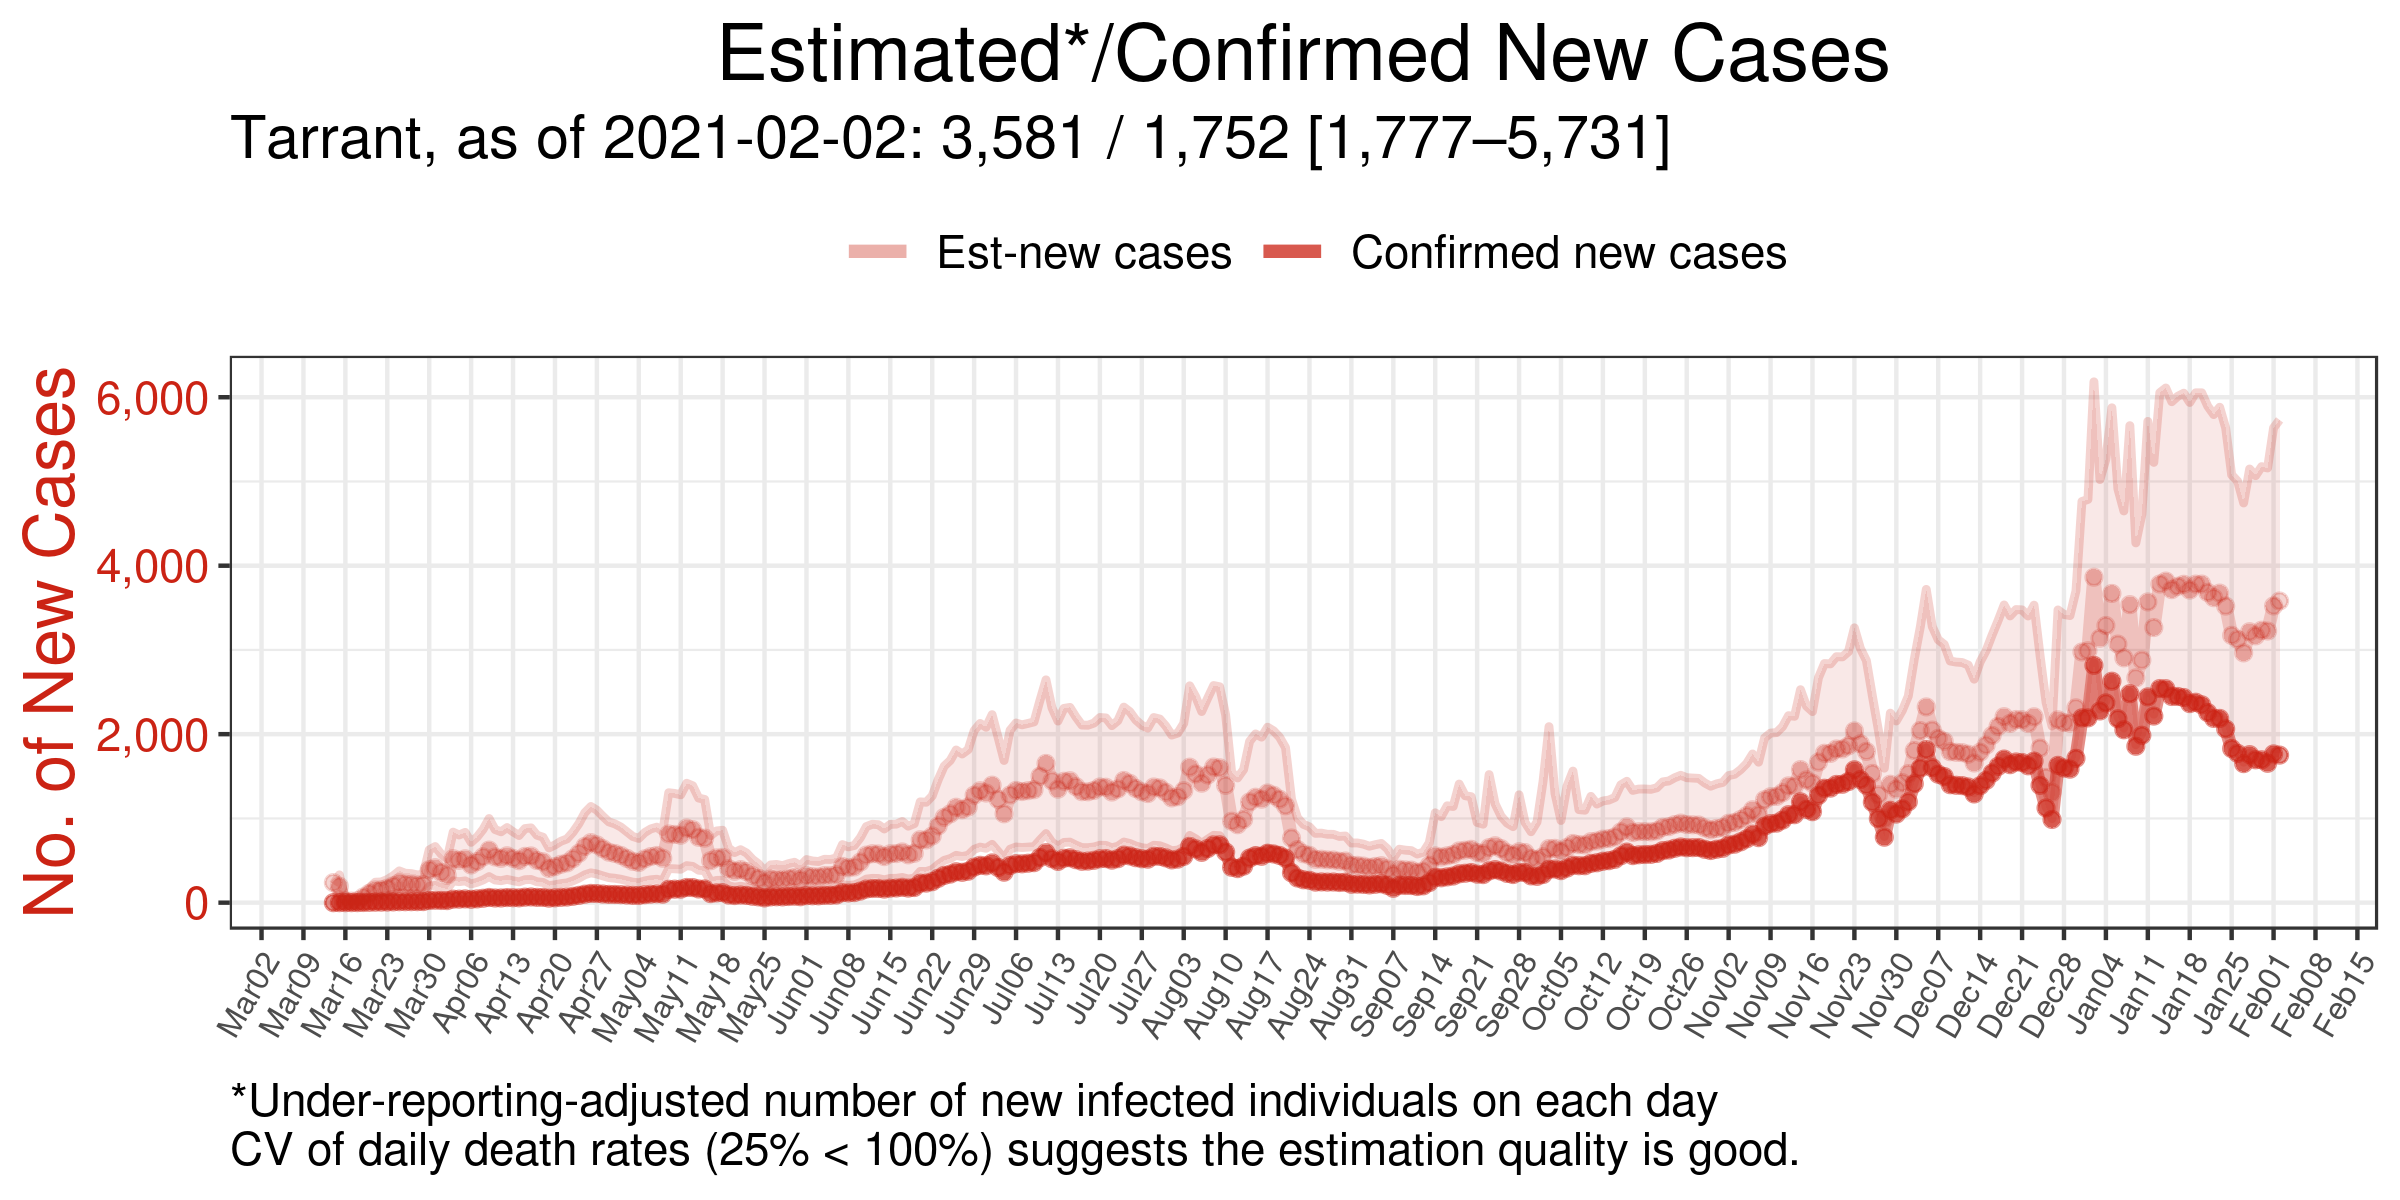 Estimated*/Confirmed New Cases
Tarrant, as of 2021-02-02: 3,581 / 1,752 [1,777–5,731]
Est-new cases Confirmed new cases
No. of New Cases
6,000
4,000
2,000
0
Mar02 Mar09 Mar16 Mar23 Mar30 Apr06 Apr13 Apr20 Apr27 May04 May11 May18 May25 Jun01 Jun08 Jun15 Jun22 Jun29 Jul06 Jul13 Jul20 Jul27 Aug03 Aug10 Aug17 Aug24 Aug31 Sep07 Sep14 Sep21 Sep28 Oct05 Oct12 Oct19 Oct26 Nov02 Nov09 Nov16 Nov23 Nov30 Dec07 Dec14 Dec21 Dec28 Jan04 Jan11 Jan18 Jan25 Feb01 Feb08 Feb15
*Under-reporting-adjusted number of new infected individuals on each day
CV of daily death rates (25% < 100%) suggests the estimation quality is good.